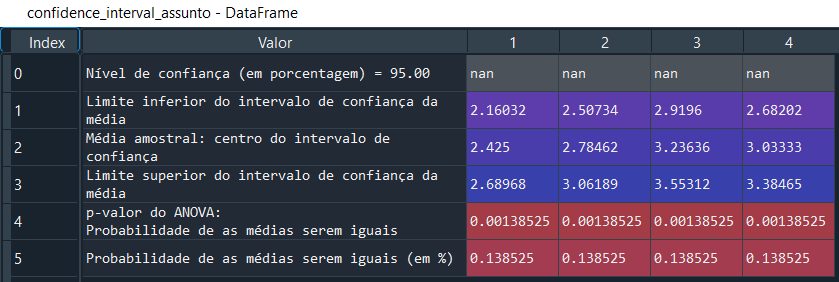 confidence_interval_assunto - DataFrame
Index Valor 1 2 3 4
0 Nível de confiança (em porcentagem) = 95.00 nan nan nan nan
1 Limite inferior do intervalo de confiança da média 2.16032 2.50734 2.9196 2.68202
2 Média amostral: centro do intervalo de confiança 2.425 2.78462 3.23636 3.03333
3 Limite superior do intervalo de confiança da média 2.68968 3.06189 3.55312 3.38465
4 p-valor do ANOVA: Probabilidade de as médias serem iguais 0.00138525 0.00138525 0.00138525 0.00138525
5 Probabilidade de as médias serem iguais (em %) 0.138525 0.138525 0.138525 0.138525